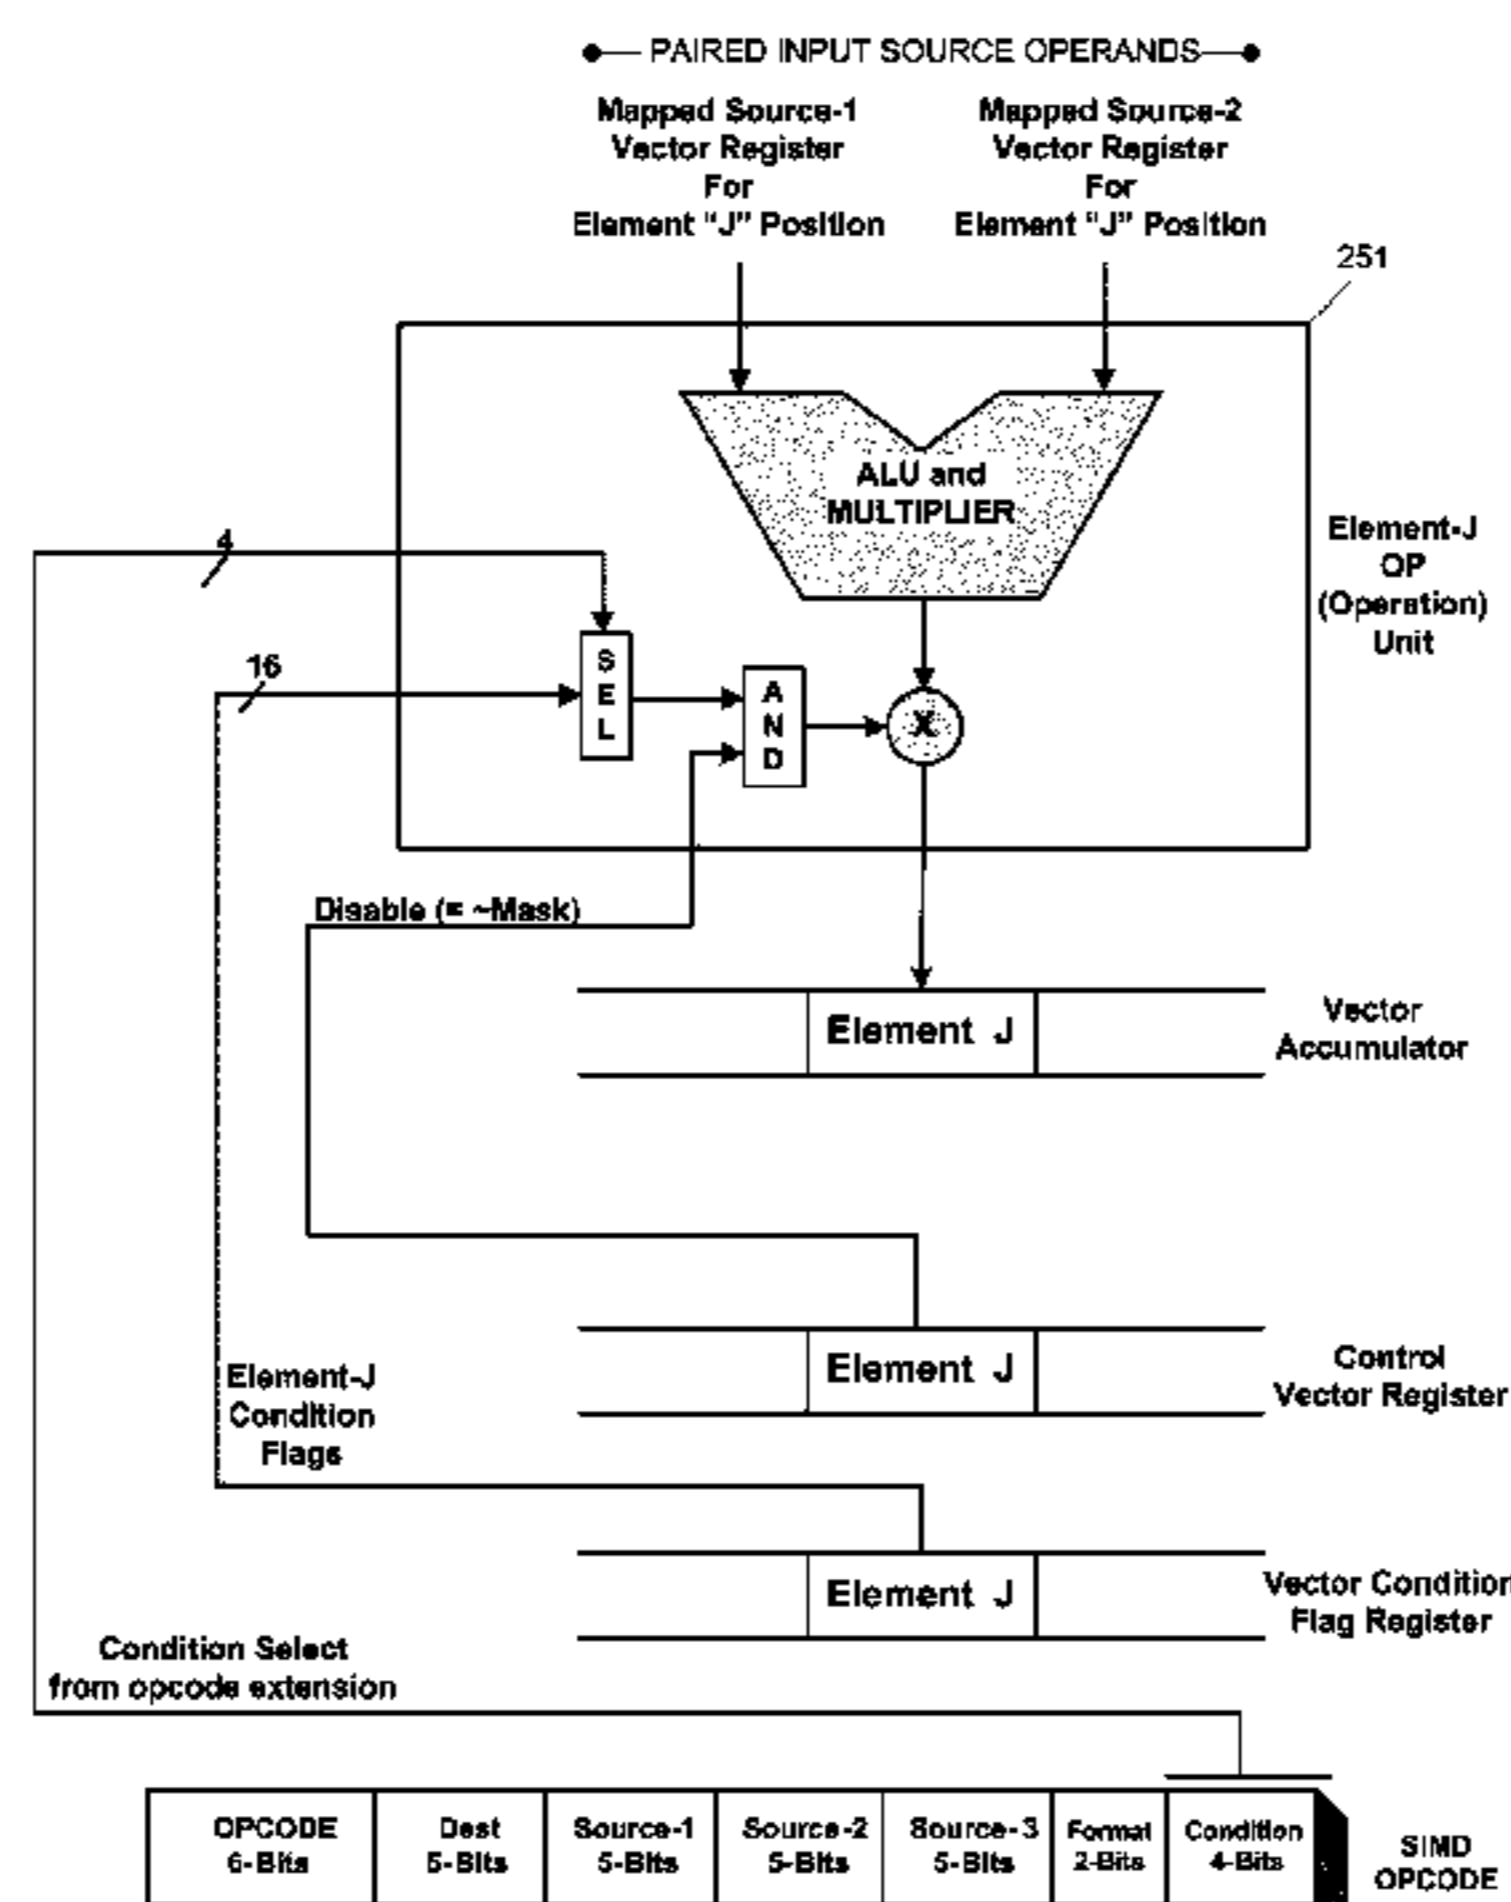 PAIRED INPUT SOURCE OPERANDS
Mapped Source-1
Vector Register
For
Element "J" Position
Mapped Source-2
Vector Register
For
Element "J" Position
251
ALU and
MULTIPLIER
Element-J
OP
(Operation)
Unit
4
16
S
E
L
A
N
D
X
Disable (= ~Mask)
Element J
Vector
Accumulator
Element J
Control
Vector Register
Element-J
Condition
Flags
Element J
Vector Condition
Flag Register
Condition Select
from opcode extension
OPCODE
6-Bits
Dest
5-Bits
Source-1
5-Bits
Source-2
5-Bits
Source-3
5-Bits
Format
2-Bits
Condition
4-Bits
SIMD
OPCODE